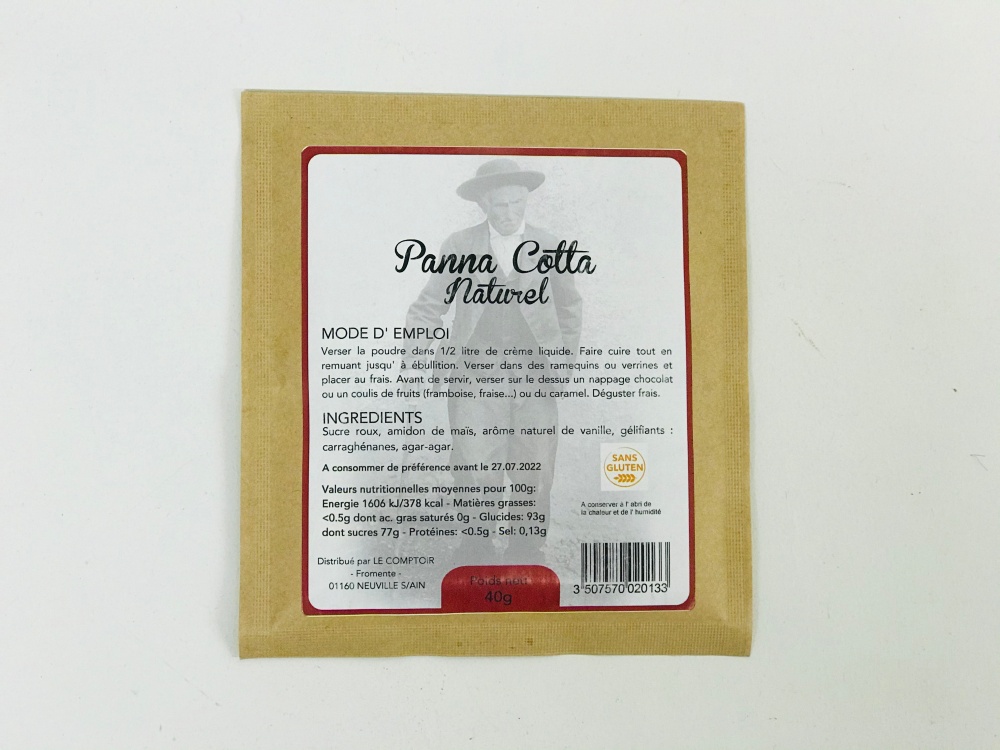 Panna Cotta
Naturel
MODE D' EMPLOI
Verser la poudre dans 1/2 litre de crème liquide. Faire cuire tout en
remuant jusqu' à ébullition. Verser dans des ramequins ou verrines et
placer au frais. Avant de servir, verser sur le dessus un nappage chocolat
ou un coulis de fruits (framboise, fraise...) ou du caramel. Déguster frais.
INGREDIENTS
Sucre roux, amidon de maïs, arôme naturel de vanille, gélifiants :
carraghénanes, agar-agar.
A consommer de préférence avant le 27.07.2022
SANS
GLUTEN
Valeurs nutritionnelles moyennes pour 100g:
Energie 1606 kJ/378 kcal - Matières grasses:
<0.5g dont ac. gras saturés 0g - Glucides: 93g
dont sucres 77g - Protéines: <0.5g - Sel: 0,13g
A conserver a l' abri de
la chaleur et de l' humidité
Distribué par LE COMPTOIR
- Fromente -
01160 NEUVILLE S/AIN
Poids net:
40g
3 507570 020133